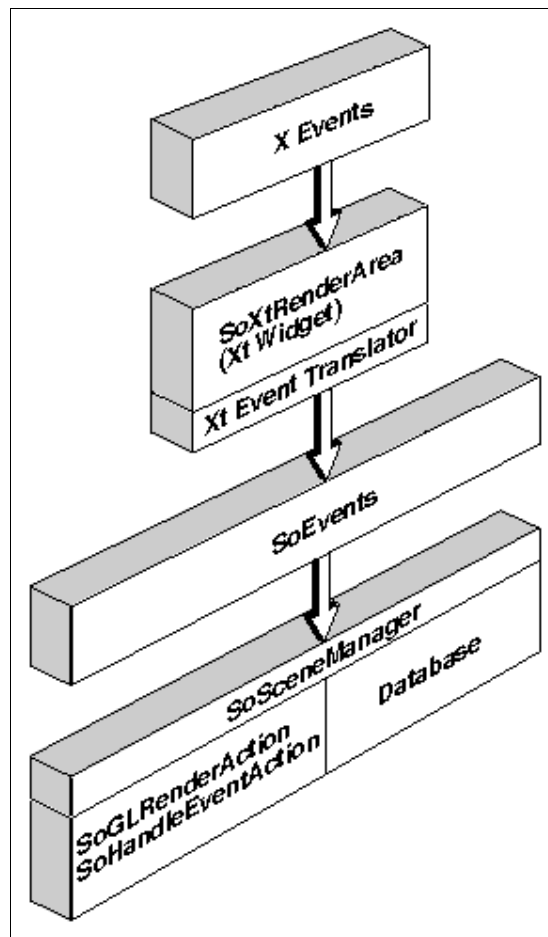 X Events
SoXtRenderArea
(Xt Widget)
Xt Event Translator
SoEvents
SoSceneManager
SoGLRenderAction
SoHandleEventAction
Database